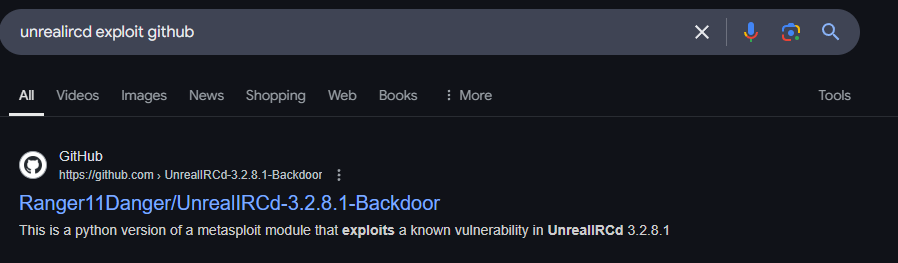 unrealircd exploit github
All Videos Images News Shopping Web Books More Tools
GitHub
https://github.com › UnrealIRCd-3.2.8.1-Backdoor
Ranger11Danger/UnrealIRCd-3.2.8.1-Backdoor
This is a python version of a metasploit module that exploits a known vulnerability in UnrealIRCd 3.2.8.1